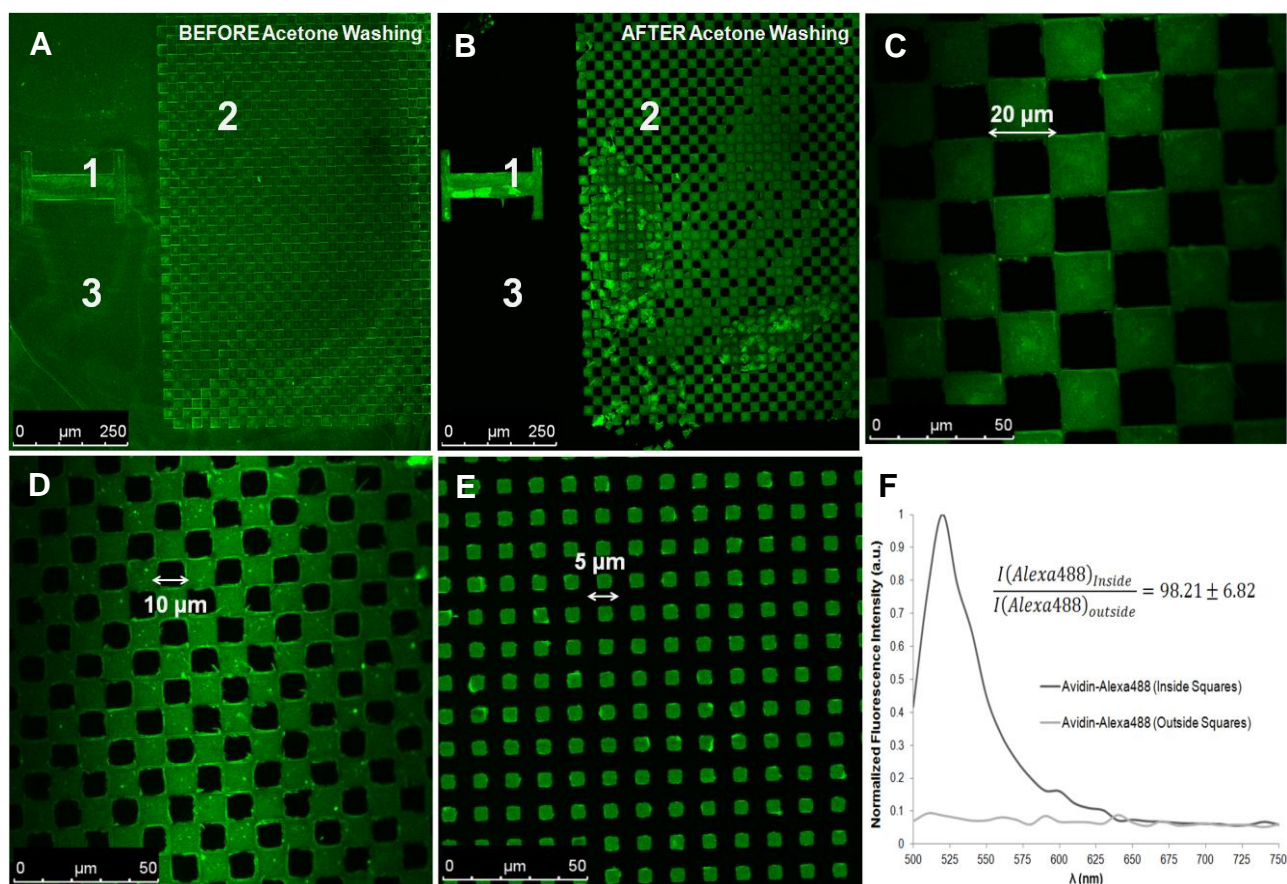 A
BEFORE Acetone Washing
1
2
3
0 µm 250
B
AFTER Acetone Washing
1
2
3
0 µm 250
C
20 µm
0 µm 50
D
10 µm
0 µm 50
E
5 µm
0 µm 50
F
Normalized Fluorescence Intensity (a.u.)
1
0.9
0.8
0.7
0.6
0.5
0.4
0.3
0.2
0.1
0
I(Alexa488)Inside
I(Alexa488)outside
= 98.21 ± 6.82
Avidin-Alexa488 (Inside Squares)
Avidin-Alexa488 (Outside Squares)
500 525 550 575 600 625 650 675 700 725 750
λ (nm)